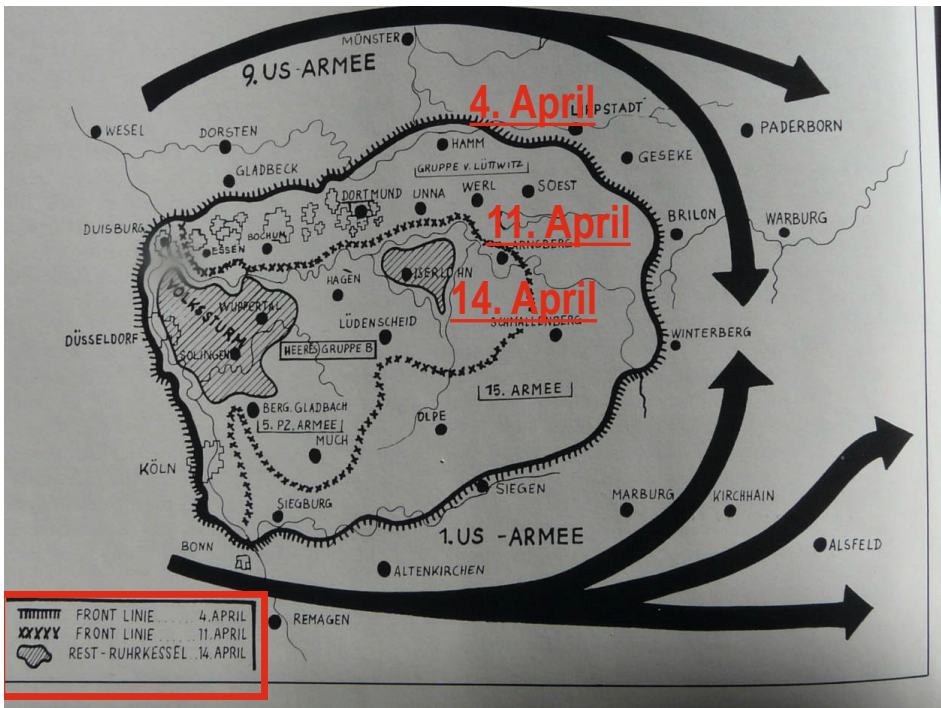 MÜNSTER
9. US-ARMEE
4. April
LIPPSTADT
WESEL
DORSTEN
PADERBORN
HAMM
GESEKE
GLADBECK
GRUPPE V. LÜTTWITZ
DORTMUND
UNNA
WERL
SOEST
DUISBURG
BRILON
WARBURG
11. April
ESSEN
BOCHUM
ARNSBERG
ISERLOHN
VOLKSSTURM
HAGEN
14. April
WUPPERTAL
LÜDENSCHEID
SCHMALLENBERG
DÜSSELDORF
WINTERBERG
SOLINGEN
HEERESGRUPPE B
15. ARMEE
BERG. GLADBACH
OLPE
5. PZ. ARMEE
MUCH
KÖLN
SIEGEN
SIEGBURG
MARBURG
KIRCHHAIN
1. US - ARMEE
BONN
ALSFELD
ALTENKIRCHEN
REMAGEN
FRONT LINIE ..... 4. APRIL
FRONT LINIE ..... 11. APRIL
REST-RUHRKESSEL .. 14. APRIL